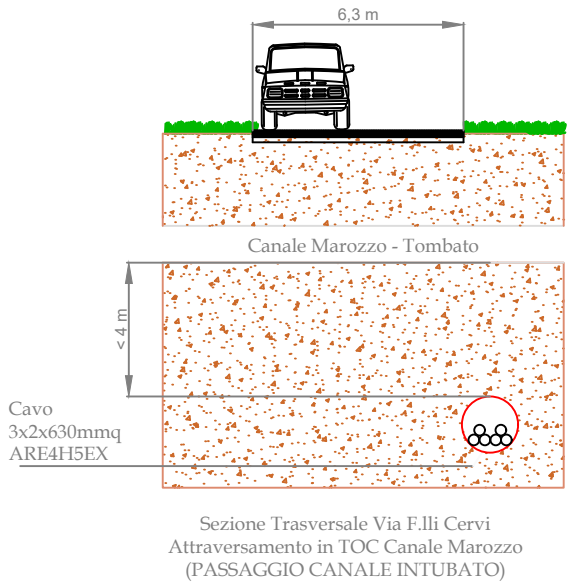 6,3 m
Canale Marozzo - Tombato
< 4 m
Cavo
3x2x630mmq
ARE4H5EX
Sezione Trasversale Via F.lli Cervi
Attraversamento in TOC Canale Marozzo
(PASSAGGIO CANALE INTUBATO)